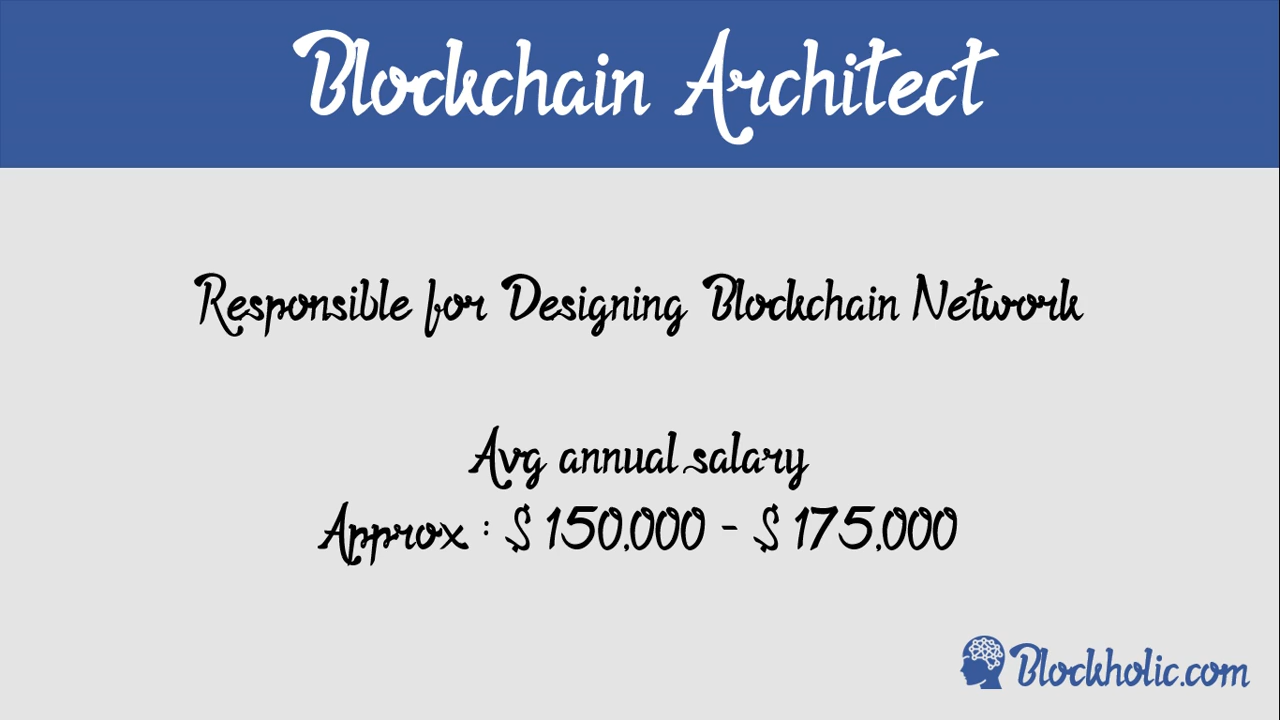 Blockchain Architect
Responsible for Designing Blockchain Network
Avg annual salary
Approx : $ 150,000 - $ 175,000
Blockholic.com